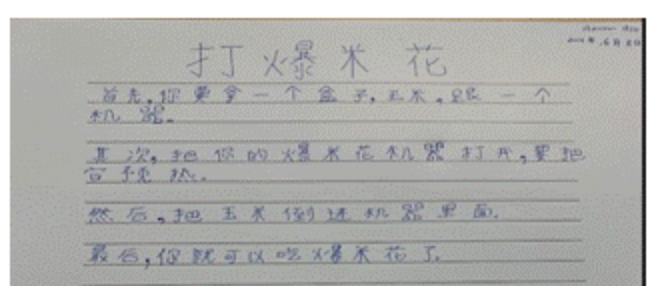 打爆米花
首先,你要拿一个盒子,玉米,跟一个
机器。
其次,把你的爆米花机器打开,要把
它预热。
然后,把玉米倒进机器里面。
最后,你就可以吃爆米花了。